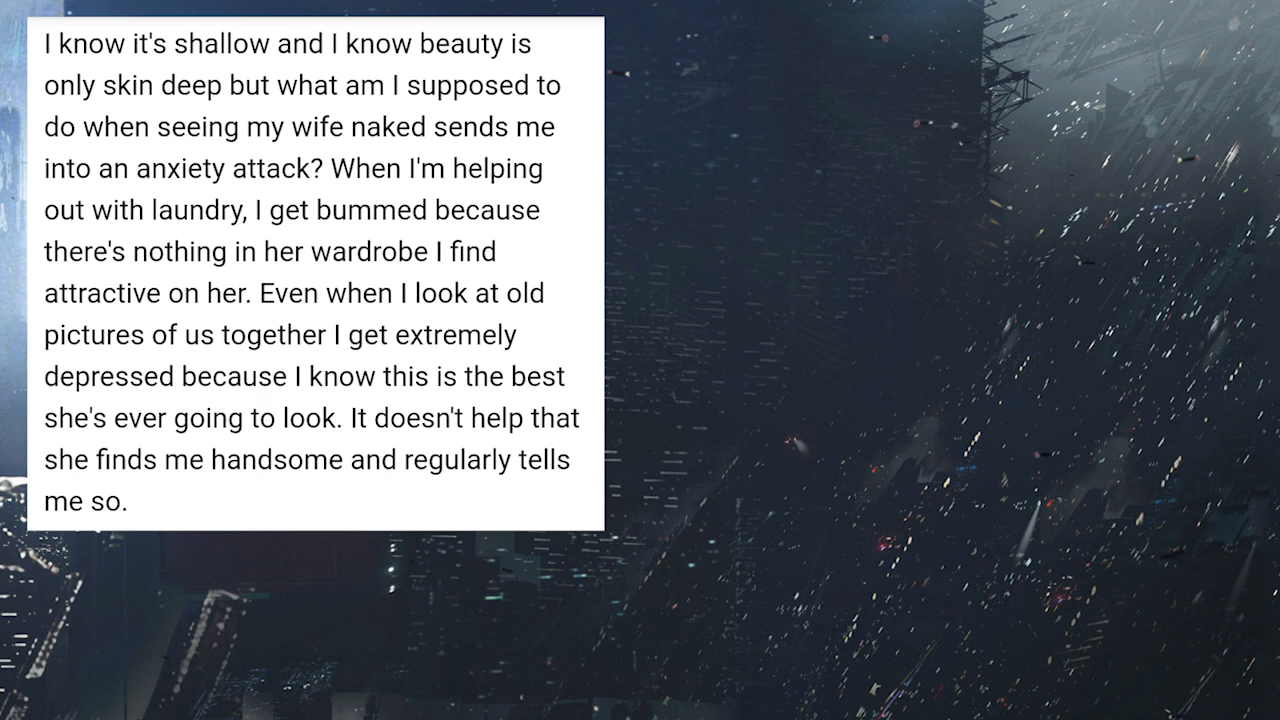 I know it's shallow and I know beauty is
only skin deep but what am I supposed to
do when seeing my wife naked sends me
into an anxiety attack? When I'm helping
out with laundry, I get bummed because
there's nothing in her wardrobe I find
attractive on her. Even when I look at old
pictures of us together I get extremely
depressed because I know this is the best
she's ever going to look. It doesn't help that
she finds me handsome and regularly tells
me so.